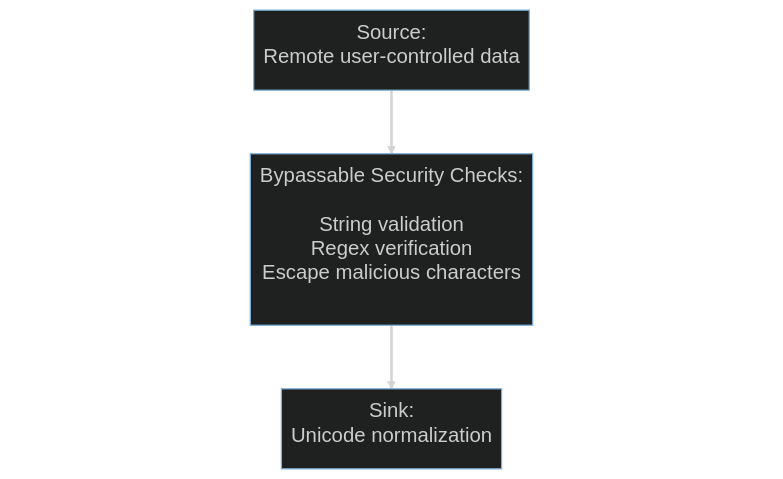 Source:
Remote user-controlled data
Bypassable Security Checks:
String validation
Regex verification
Escape malicious characters
Sink:
Unicode normalization